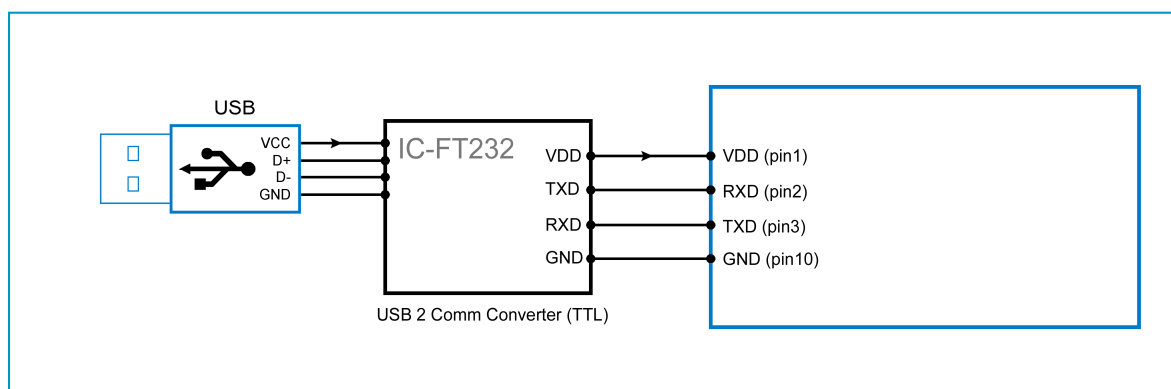 USB
VCC
D+
D-
GND
IC-FT232
VDD
TXD
RXD
GND
USB 2 Comm Converter (TTL)
VDD (pin1)
RXD (pin2)
TXD (pin3)
GND (pin10)